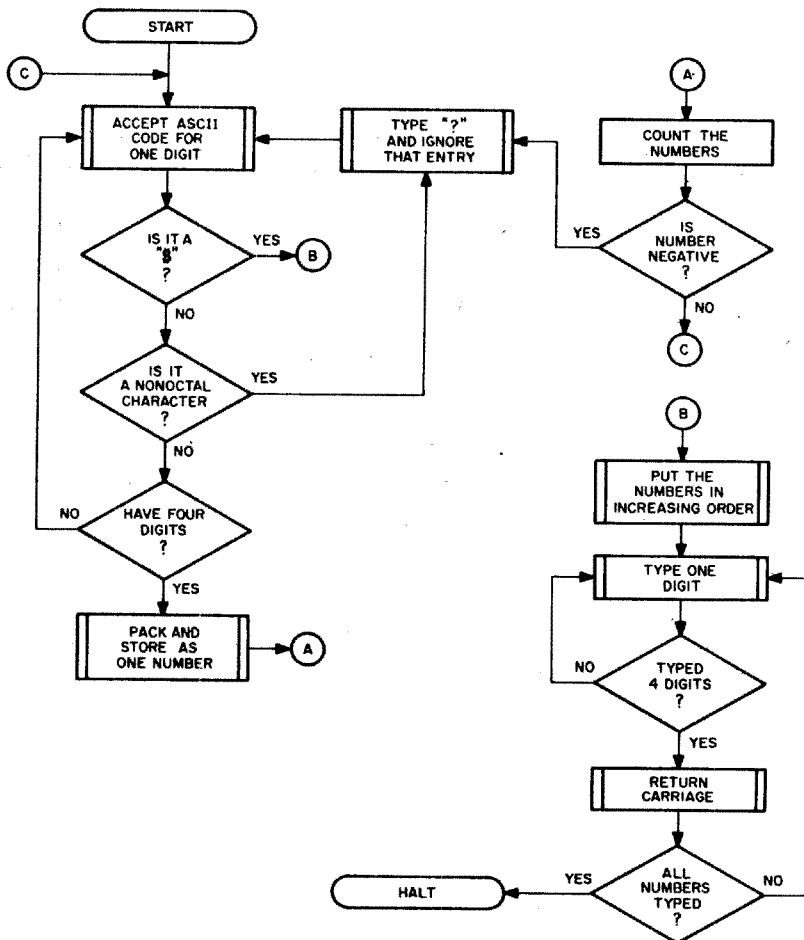 START
C
ACCEPT ASCII
CODE FOR
ONE DIGIT
IS IT A
"$"
?
YES
B
NO
IS IT
A NONOCTAL
CHARACTER
?
YES
NO
HAVE FOUR
DIGITS
?
NO
YES
PACK AND
STORE AS
ONE NUMBER
A
TYPE "?"
AND IGNORE
THAT ENTRY
A
COUNT THE
NUMBERS
IS
NUMBER
NEGATIVE
?
YES
NO
C
B
PUT THE
NUMBERS IN
INCREASING ORDER
TYPE ONE
DIGIT
TYPED
4 DIGITS
?
NO
YES
RETURN
CARRIAGE
ALL
NUMBERS
TYPED
?
YES
NO
HALT